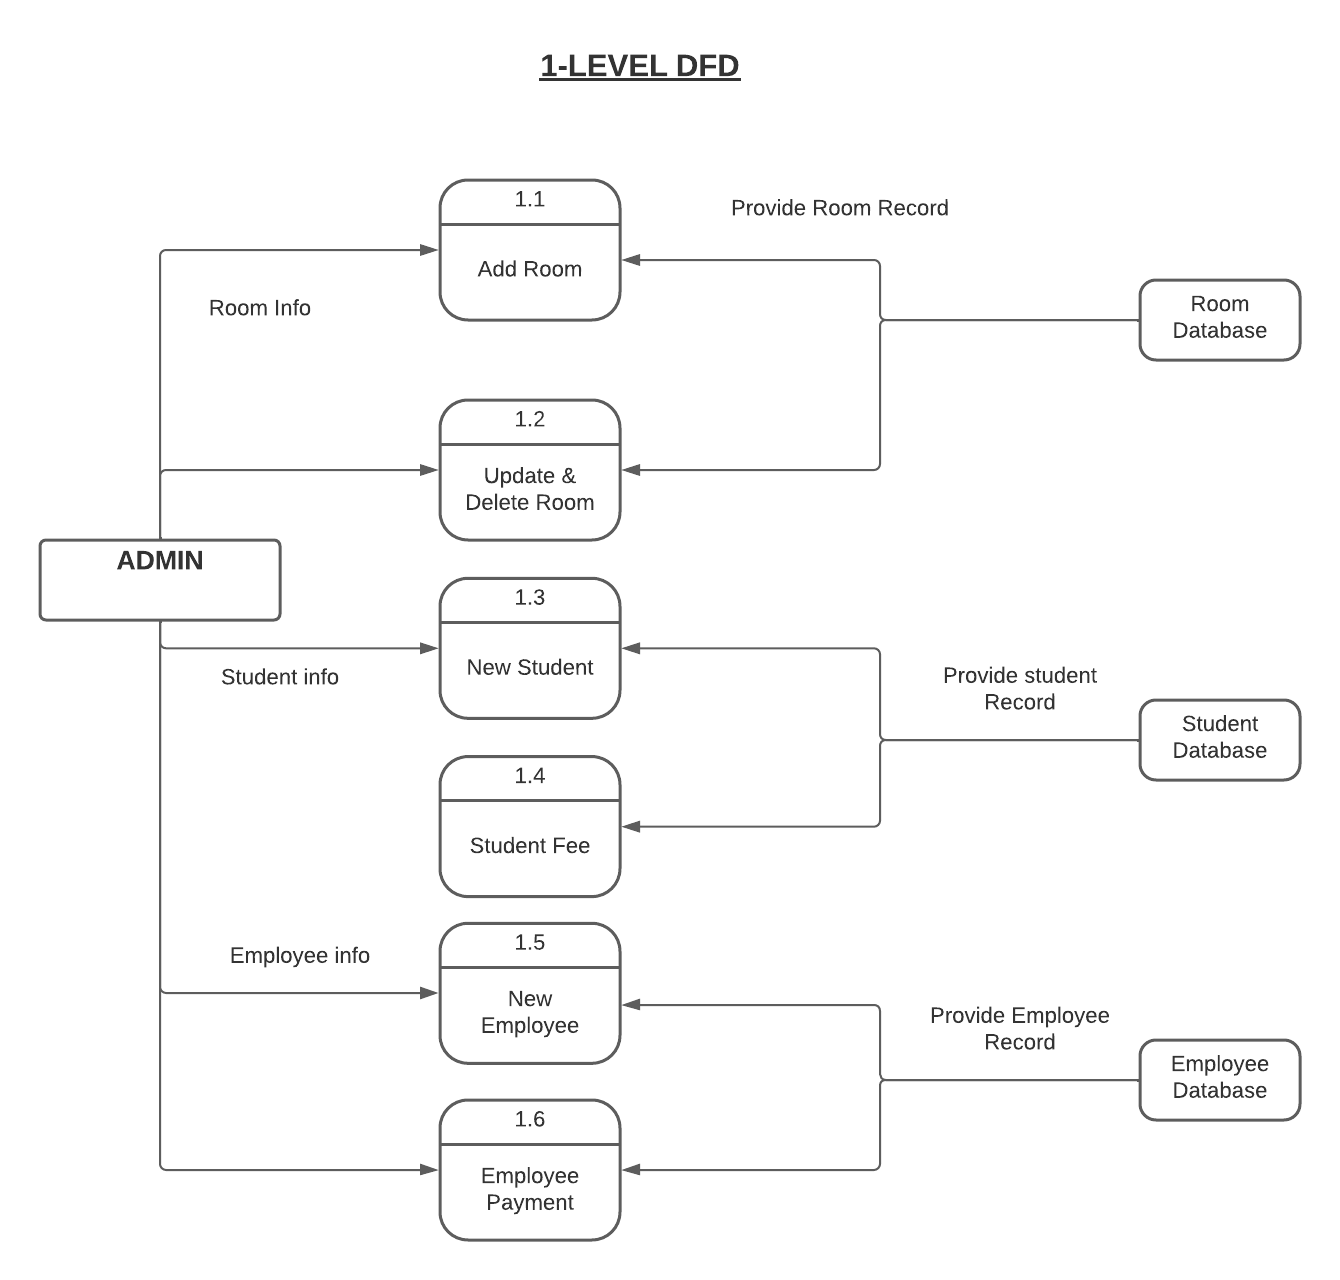 1-LEVEL DFD
1.1
Add Room
Provide Room Record
Room Info
Room
Database
1.2
Update &
Delete Room
ADMIN
1.3
New Student
Student info
Provide student
Record
Student
Database
1.4
Student Fee
1.5
New
Employee
Employee info
Provide Employee
Record
Employee
Database
1.6
Employee
Payment